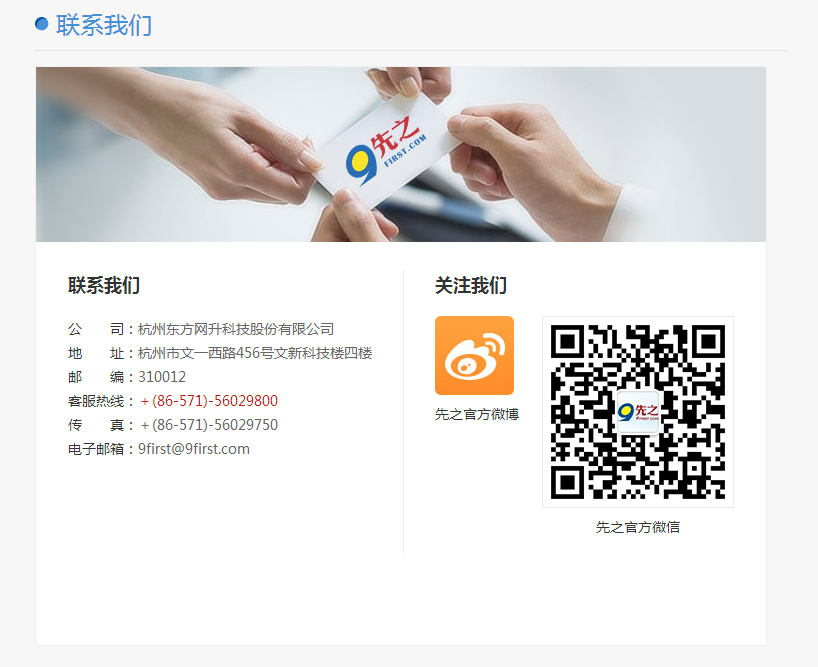 联系我们
9先之
FIRST.COM
联系我们
公　　司：杭州东方网升科技股份有限公司
地　　址：杭州市文一西路456号文新科技楼四楼
邮　　编：310012
客服热线：+(86-571)-56029800
传　　真：+(86-571)-56029750
电子邮箱：9first@9first.com
关注我们
先之官方微博
9先之
先之官方微信